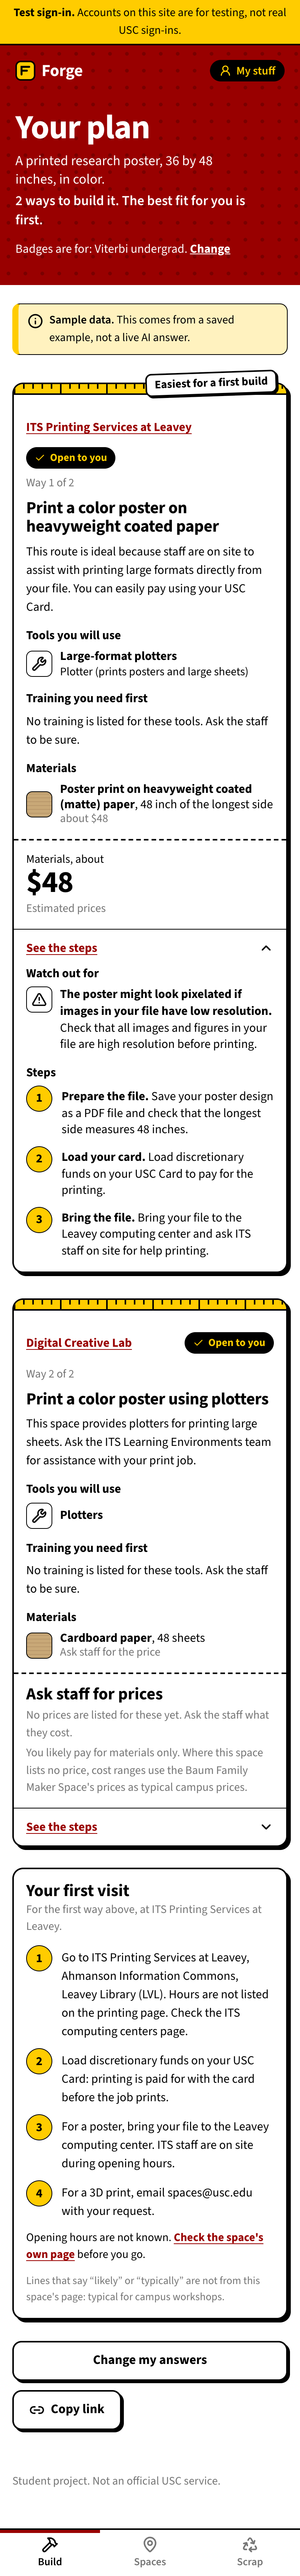 Test sign-in. Accounts on this site are for testing, not real
USC sign-ins.
Forge
My stuff
Your plan
A printed research poster, 36 by 48
inches, in color.
2 ways to build it. The best fit for you is
first.
Badges are for: Viterbi undergrad. Change
Sample data. This comes from a saved
example, not a live AI answer.
Easiest for a first build
ITS Printing Services at Leavey
Open to you
Way 1 of 2
Print a color poster on
heavyweight coated paper
This route is ideal because staff are on site to
assist with printing large formats directly from
your file. You can easily pay using your USC
Card.
Tools you will use
Large-format plotters
Plotter (prints posters and large sheets)
Training you need first
No training is listed for these tools. Ask the staff
to be sure.
Materials
Poster print on heavyweight coated
(matte) paper, 48 inch of the longest side
about $48
Materials, about
$48
Estimated prices
See the steps
Watch out for
The poster might look pixelated if
images in your file have low resolution.
Check that all images and figures in your
file are high resolution before printing.
Steps
1 Prepare the file. Save your poster design
as a PDF file and check that the longest
side measures 48 inches.
2 Load your card. Load discretionary
funds on your USC Card to pay for the
printing.
3 Bring the file. Bring your file to the
Leavey computing center and ask ITS
staff on site for help printing.
Digital Creative Lab
Open to you
Way 2 of 2
Print a color poster using plotters
This space provides plotters for printing large
sheets. Ask the ITS Learning Environments team
for assistance with your print job.
Tools you will use
Plotters
Training you need first
No training is listed for these tools. Ask the staff
to be sure.
Materials
Cardboard paper, 48 sheets
Ask staff for the price
Ask staff for prices
No prices are listed for these yet. Ask the staff what
they cost.
You likely pay for materials only. Where this space
lists no price, cost ranges use the Baum Family
Maker Space's prices as typical campus prices.
See the steps
Your first visit
For the first way above, at ITS Printing Services at
Leavey.
1 Go to ITS Printing Services at Leavey,
Ahmanson Information Commons,
Leavey Library (LVL). Hours are not listed
on the printing page. Check the ITS
computing centers page.
2 Load discretionary funds on your USC
Card: printing is paid for with the card
before the job prints.
3 For a poster, bring your file to the Leavey
computing center. ITS staff are on site
during opening hours.
4 For a 3D print, email spaces@usc.edu
with your request.
Opening hours are not known. Check the space's
own page before you go.
Lines that say “likely” or “typically” are not from this
space's page: typical for campus workshops.
Change my answers
Copy link
Student project. Not an official USC service.
Build
Spaces
Scrap